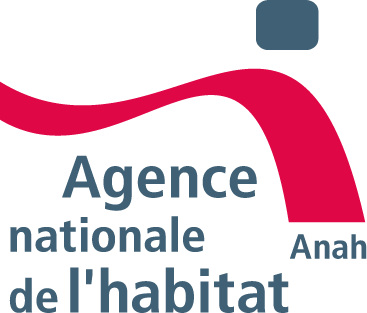 Agence
nationale
de l'habitat
Anah